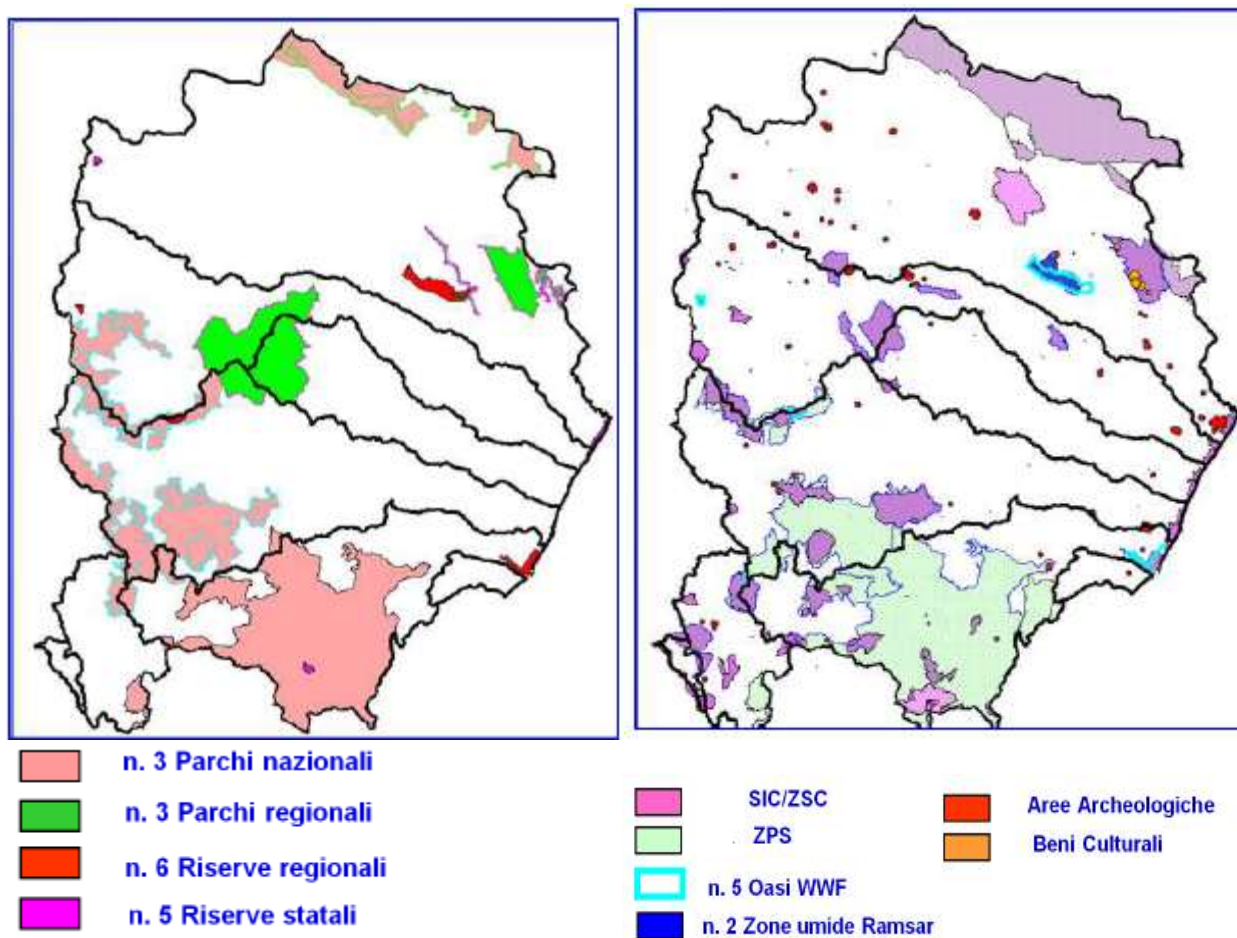 n. 3 Parchi nazionali
n. 3 Parchi regionali
n. 6 Riserve regionali
n. 5 Riserve statali
SIC/ZSC
ZPS
n. 5 Oasi WWF
n. 2 Zone umide Ramsar
Aree Archeologiche
Beni Culturali